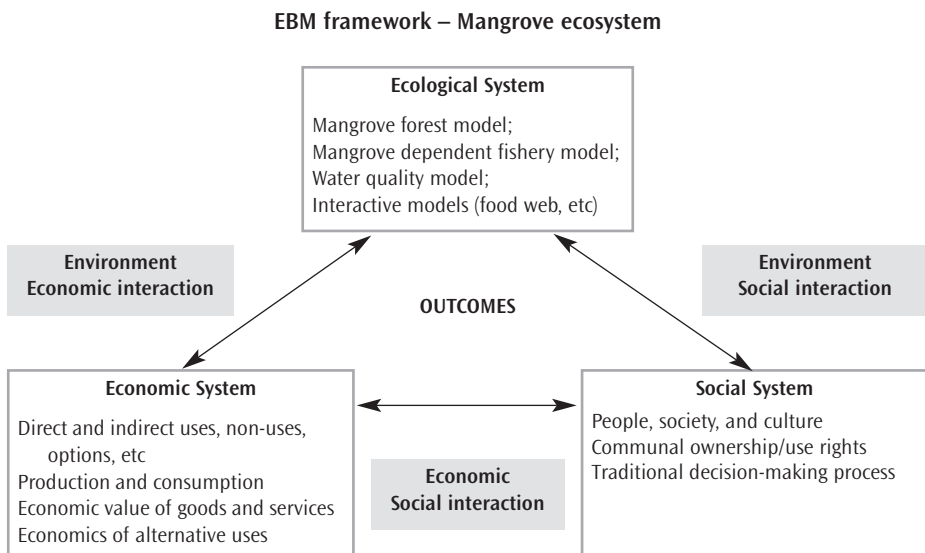 EBM framework – Mangrove ecosystem
Ecological System
Mangrove forest model;
Mangrove dependent fishery model;
Water quality model;
Interactive models (food web, etc)
Environment
Economic interaction
OUTCOMES
Environment
Social interaction
Economic System
Direct and indirect uses, non-uses,
options, etc
Production and consumption
Economic value of goods and services
Economics of alternative uses
Economic
Social interaction
Social System
People, society, and culture
Communal ownership/use rights
Traditional decision-making process